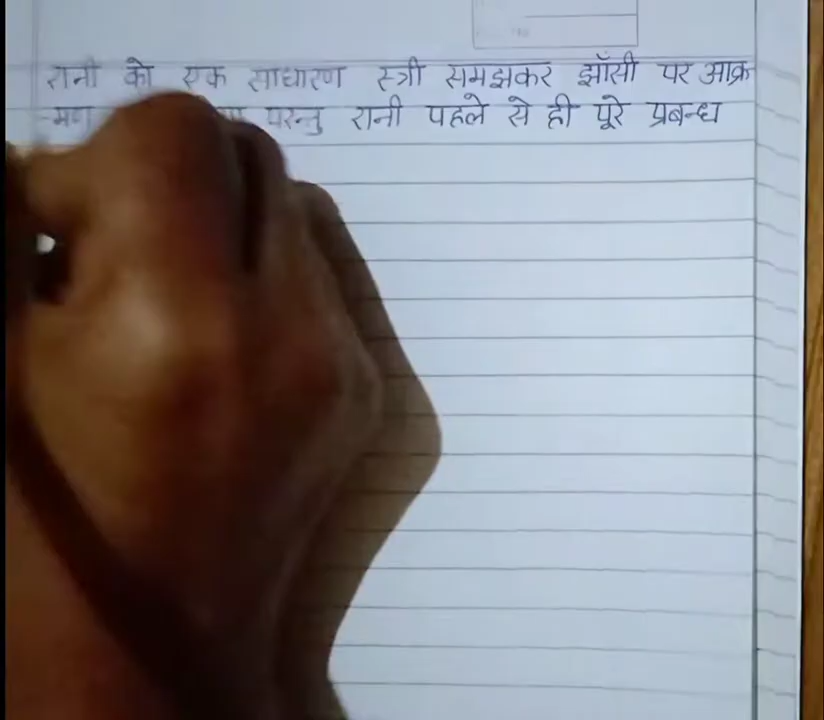 रानी को एक साधारण स्त्री समझकर झाँसी पर आक्र
-मण परन्तु रानी पहले से ही पूरे प्रबन्ध